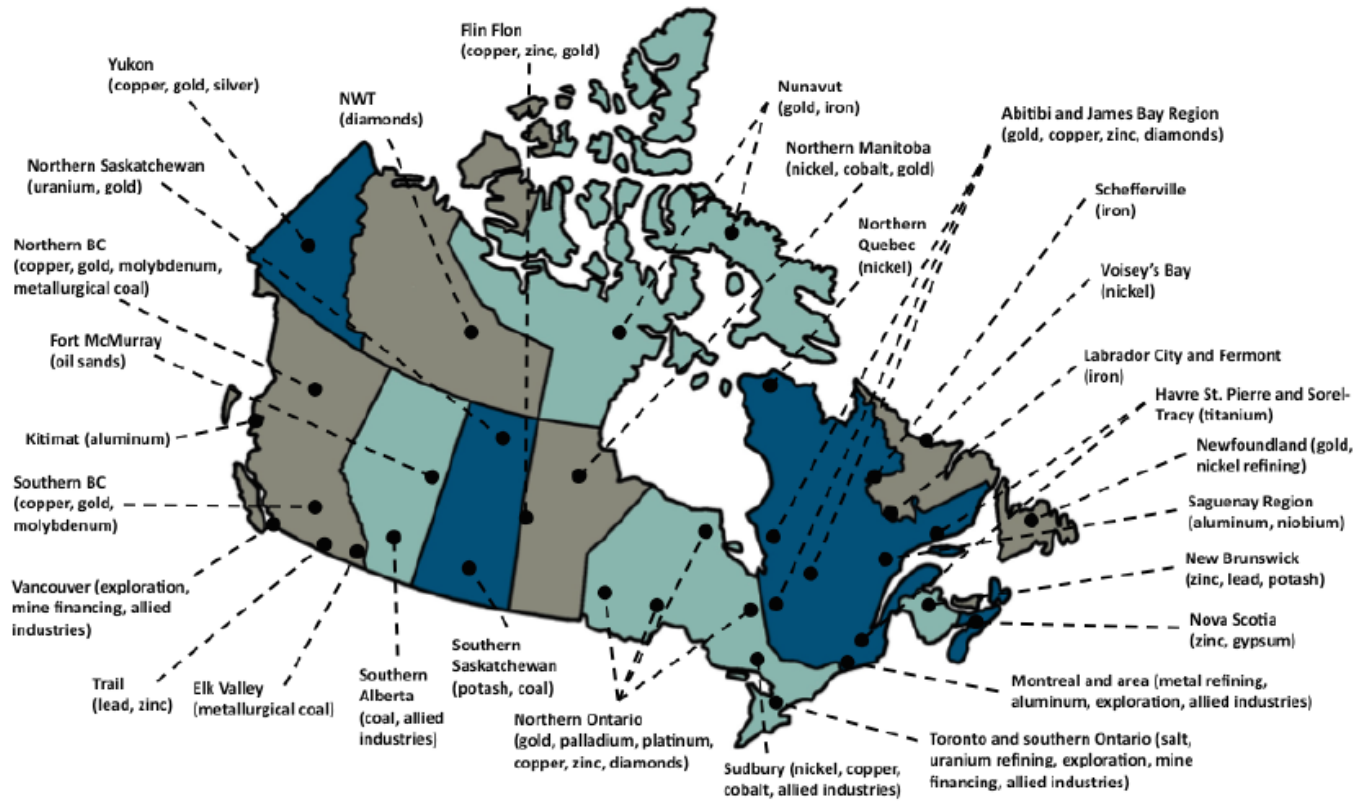 Flin Flon
(copper, zinc, gold)
Yukon
(copper, gold, silver)
NWT
(diamonds)
Nunavut
(gold, iron)
Abitibi and James Bay Region
(gold, copper, zinc, diamonds)
Northern Manitoba
(nickel, cobalt, gold)
Northern Saskatchewan
(uranium, gold)
Schefferville
(iron)
Northern
Quebec
(nickel)
Northern BC
(copper, gold, molybdenum,
metallurgical coal)
Voisey's Bay
(nickel)
Fort McMurray
(oil sands)
Labrador City and Fermont
(iron)
Havre St. Pierre and Sorel-
Tracy (titanium)
Kitimat (aluminum)
Newfoundland (gold,
nickel refining)
Southern BC
(copper, gold,
molybdenum)
Saguenay Region
(aluminum, niobium)
New Brunswick
(zinc, lead, potash)
Vancouver (exploration,
mine financing, allied
industries)
Nova Scotia
(zinc, gypsum)
Trail
(lead, zinc)
Elk Valley
(metallurgical coal)
Southern
Alberta
(coal, allied
industries)
Southern
Saskatchewan
(potash, coal)
Northern Ontario
(gold, palladium, platinum,
copper, zinc, diamonds)
Montreal and area (metal refining,
aluminum, exploration, allied industries)
Toronto and southern Ontario (salt,
uranium refining, exploration, mine
financing, allied industries)
Sudbury (nickel, copper,
cobalt, allied industries)